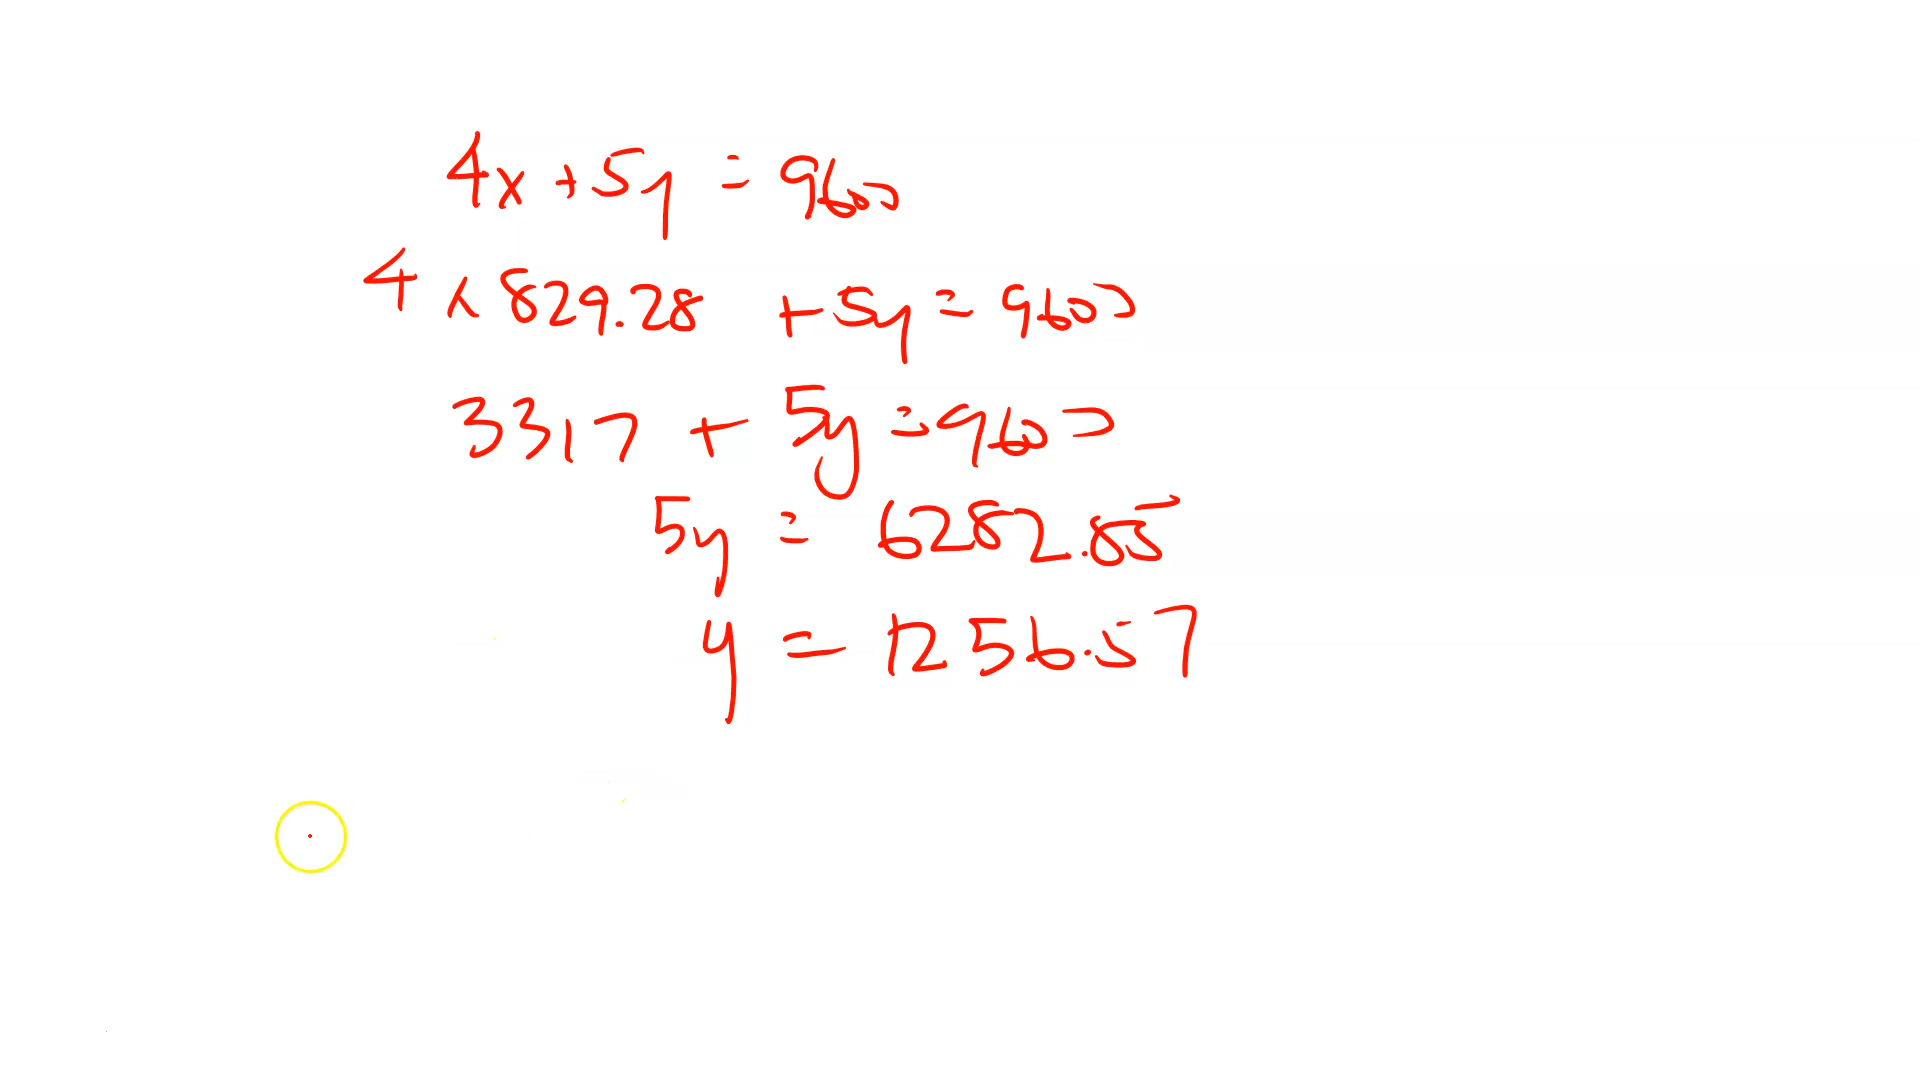 4x + 5y = 9600
4 × 829.28 + 5y = 9600
3317 + 5y = 9600
5y = 6282.85
y = 1256.57